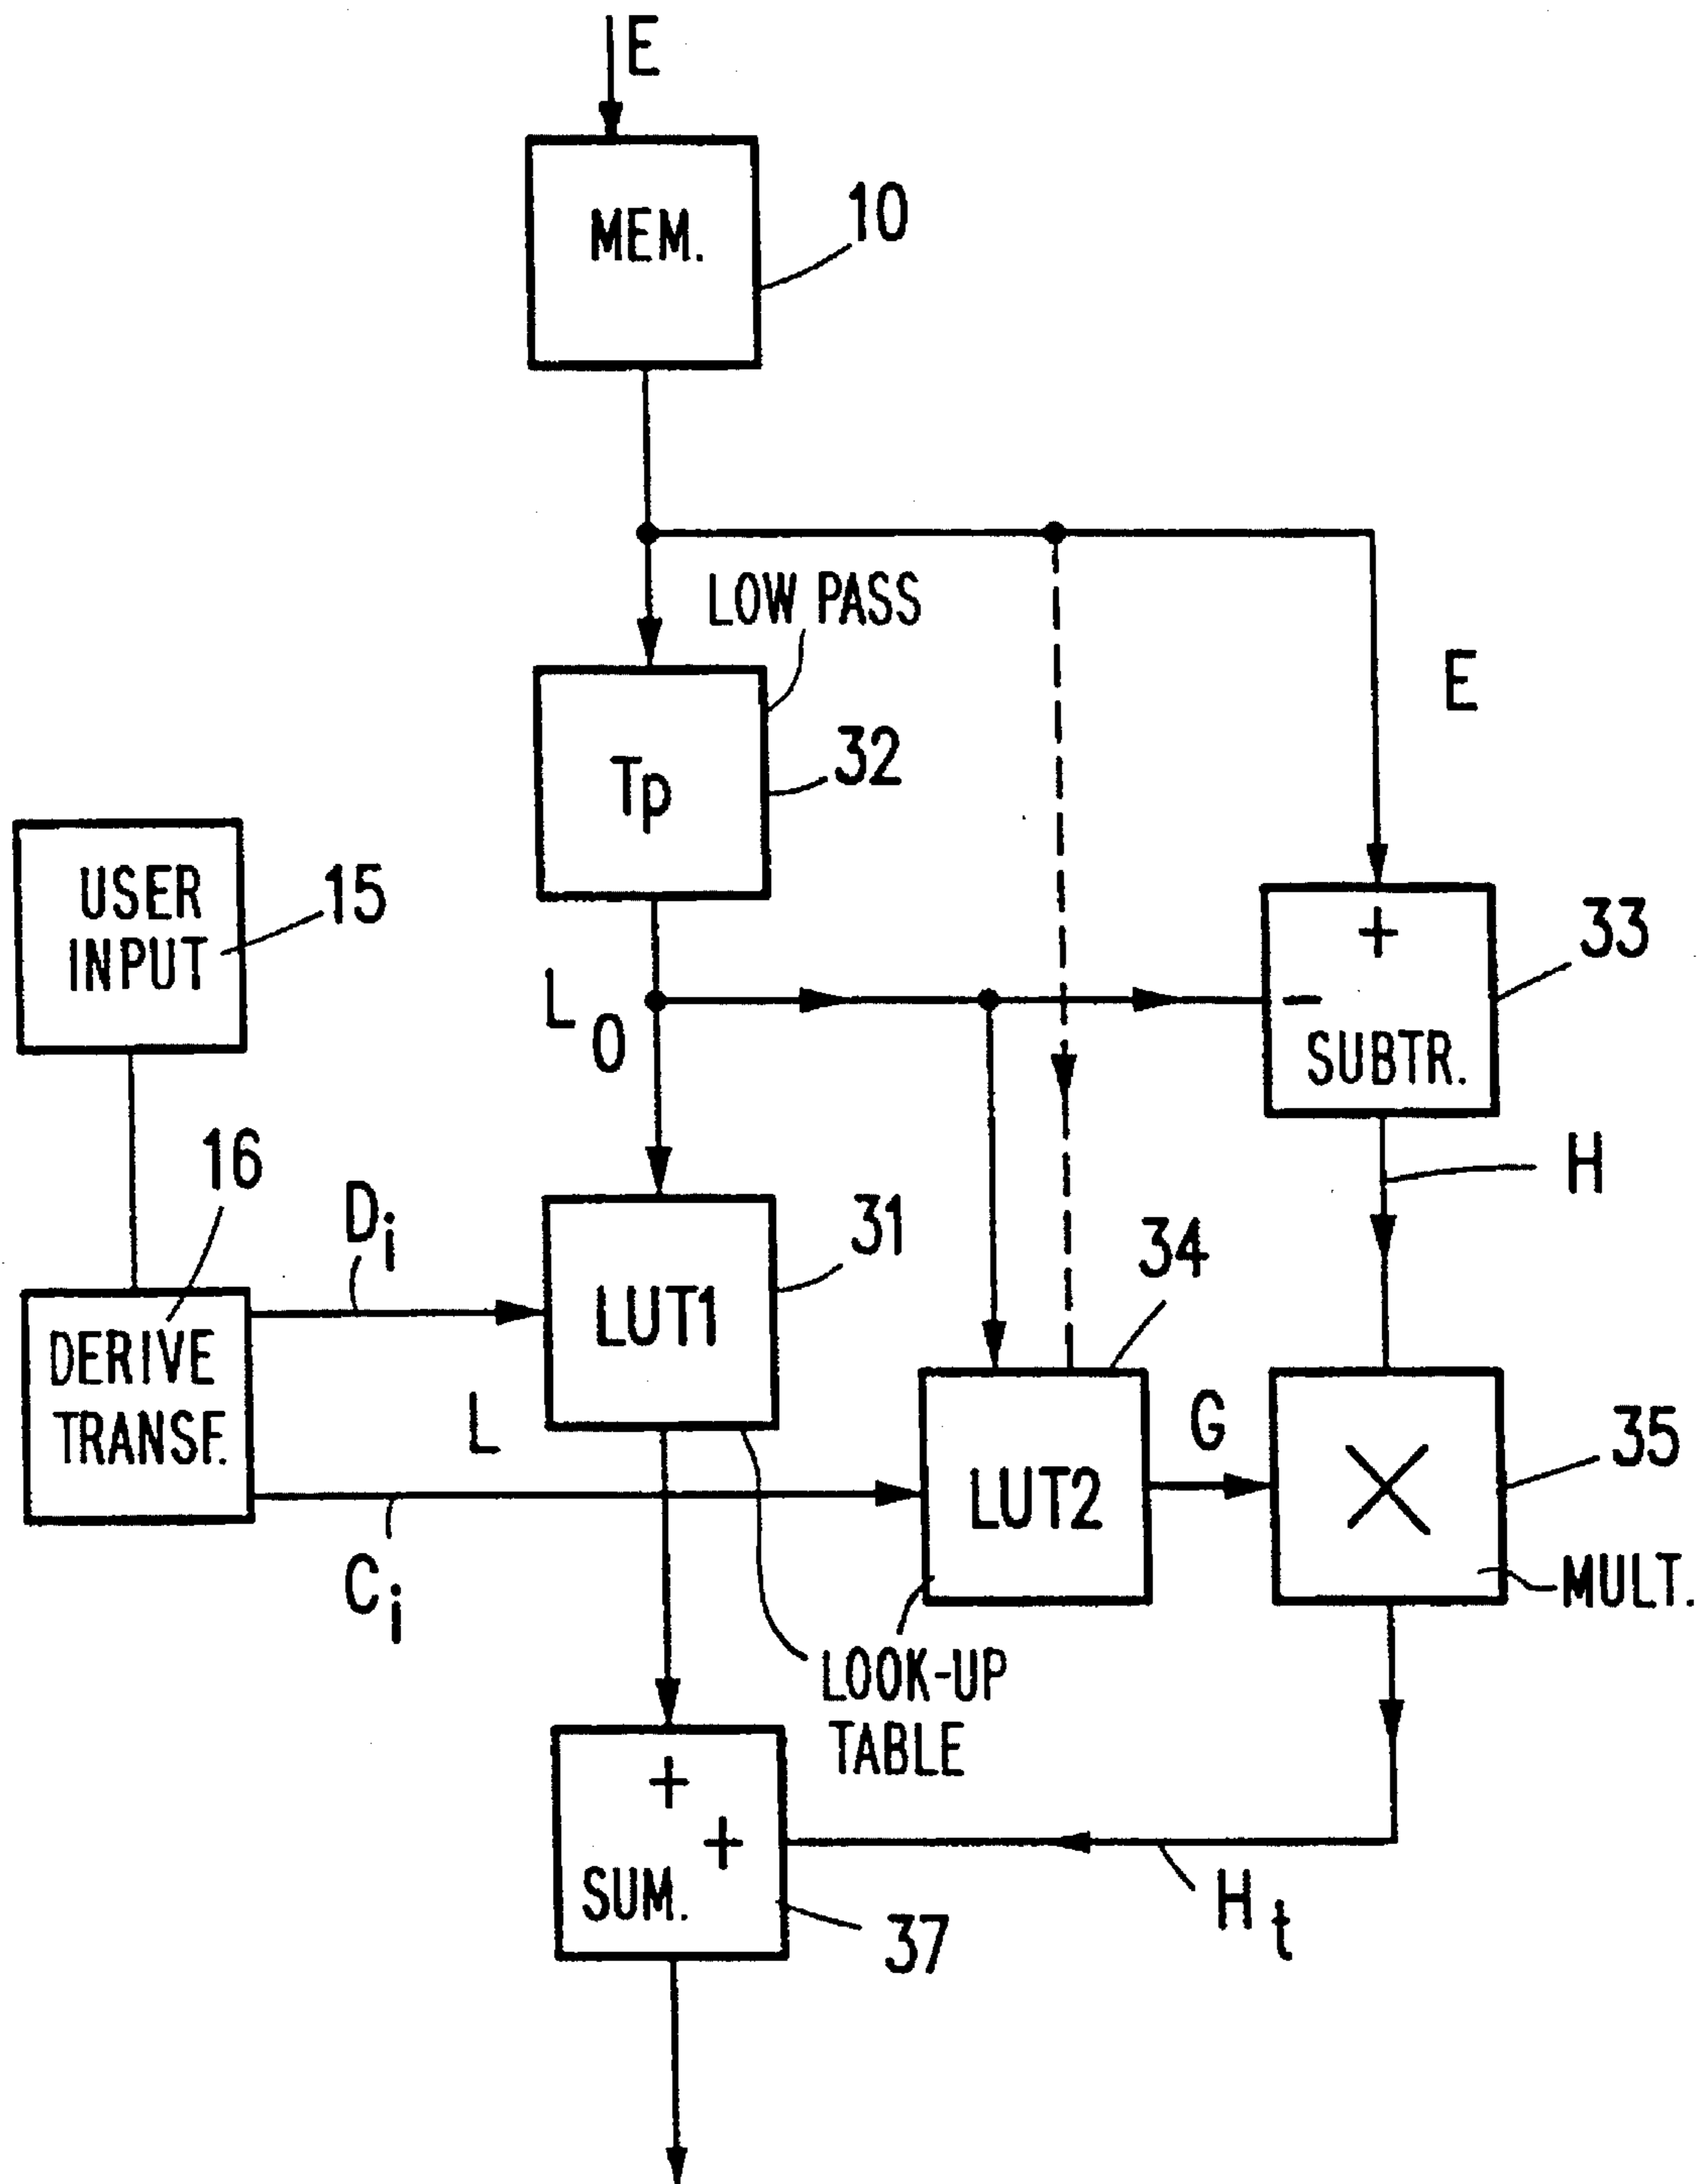 E
MEM.
10
LOW PASS
E
Tp
32
USER
INPUT
15
+
33
L0
−
SUBTR.
16
H
Di
31
34
LUT1
DERIVE
TRANSF.
L
G
35
LUT2
×
Ci
MULT.
LOOK-UP
TABLE
+
+
SUM.
Ht
37